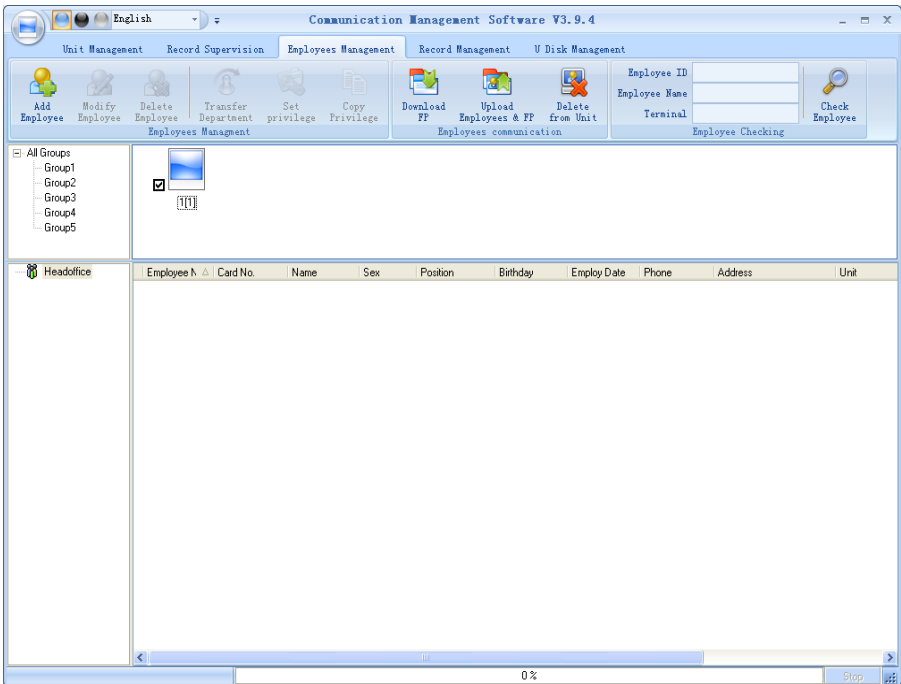 English
Communication Management Software V3.9.4
Unit Management Record Supervision Employees Management Record Management U Disk Management
Add Employee
Modify Employee
Delete Employee
Transfer Department
Set privilege
Copy Privilege
Employees Managment
Download FP
Upload Employees & FP
Delete from Unit
Employees communication
Employee ID
Employee Name
Terminal
Check Employee
Employee Checking
All Groups
Group1
Group2
Group3
Group4
Group5
1[1]
Headoffice
Employee N Card No. Name Sex Position Birthday Employ Date Phone Address Unit
0%
Stop